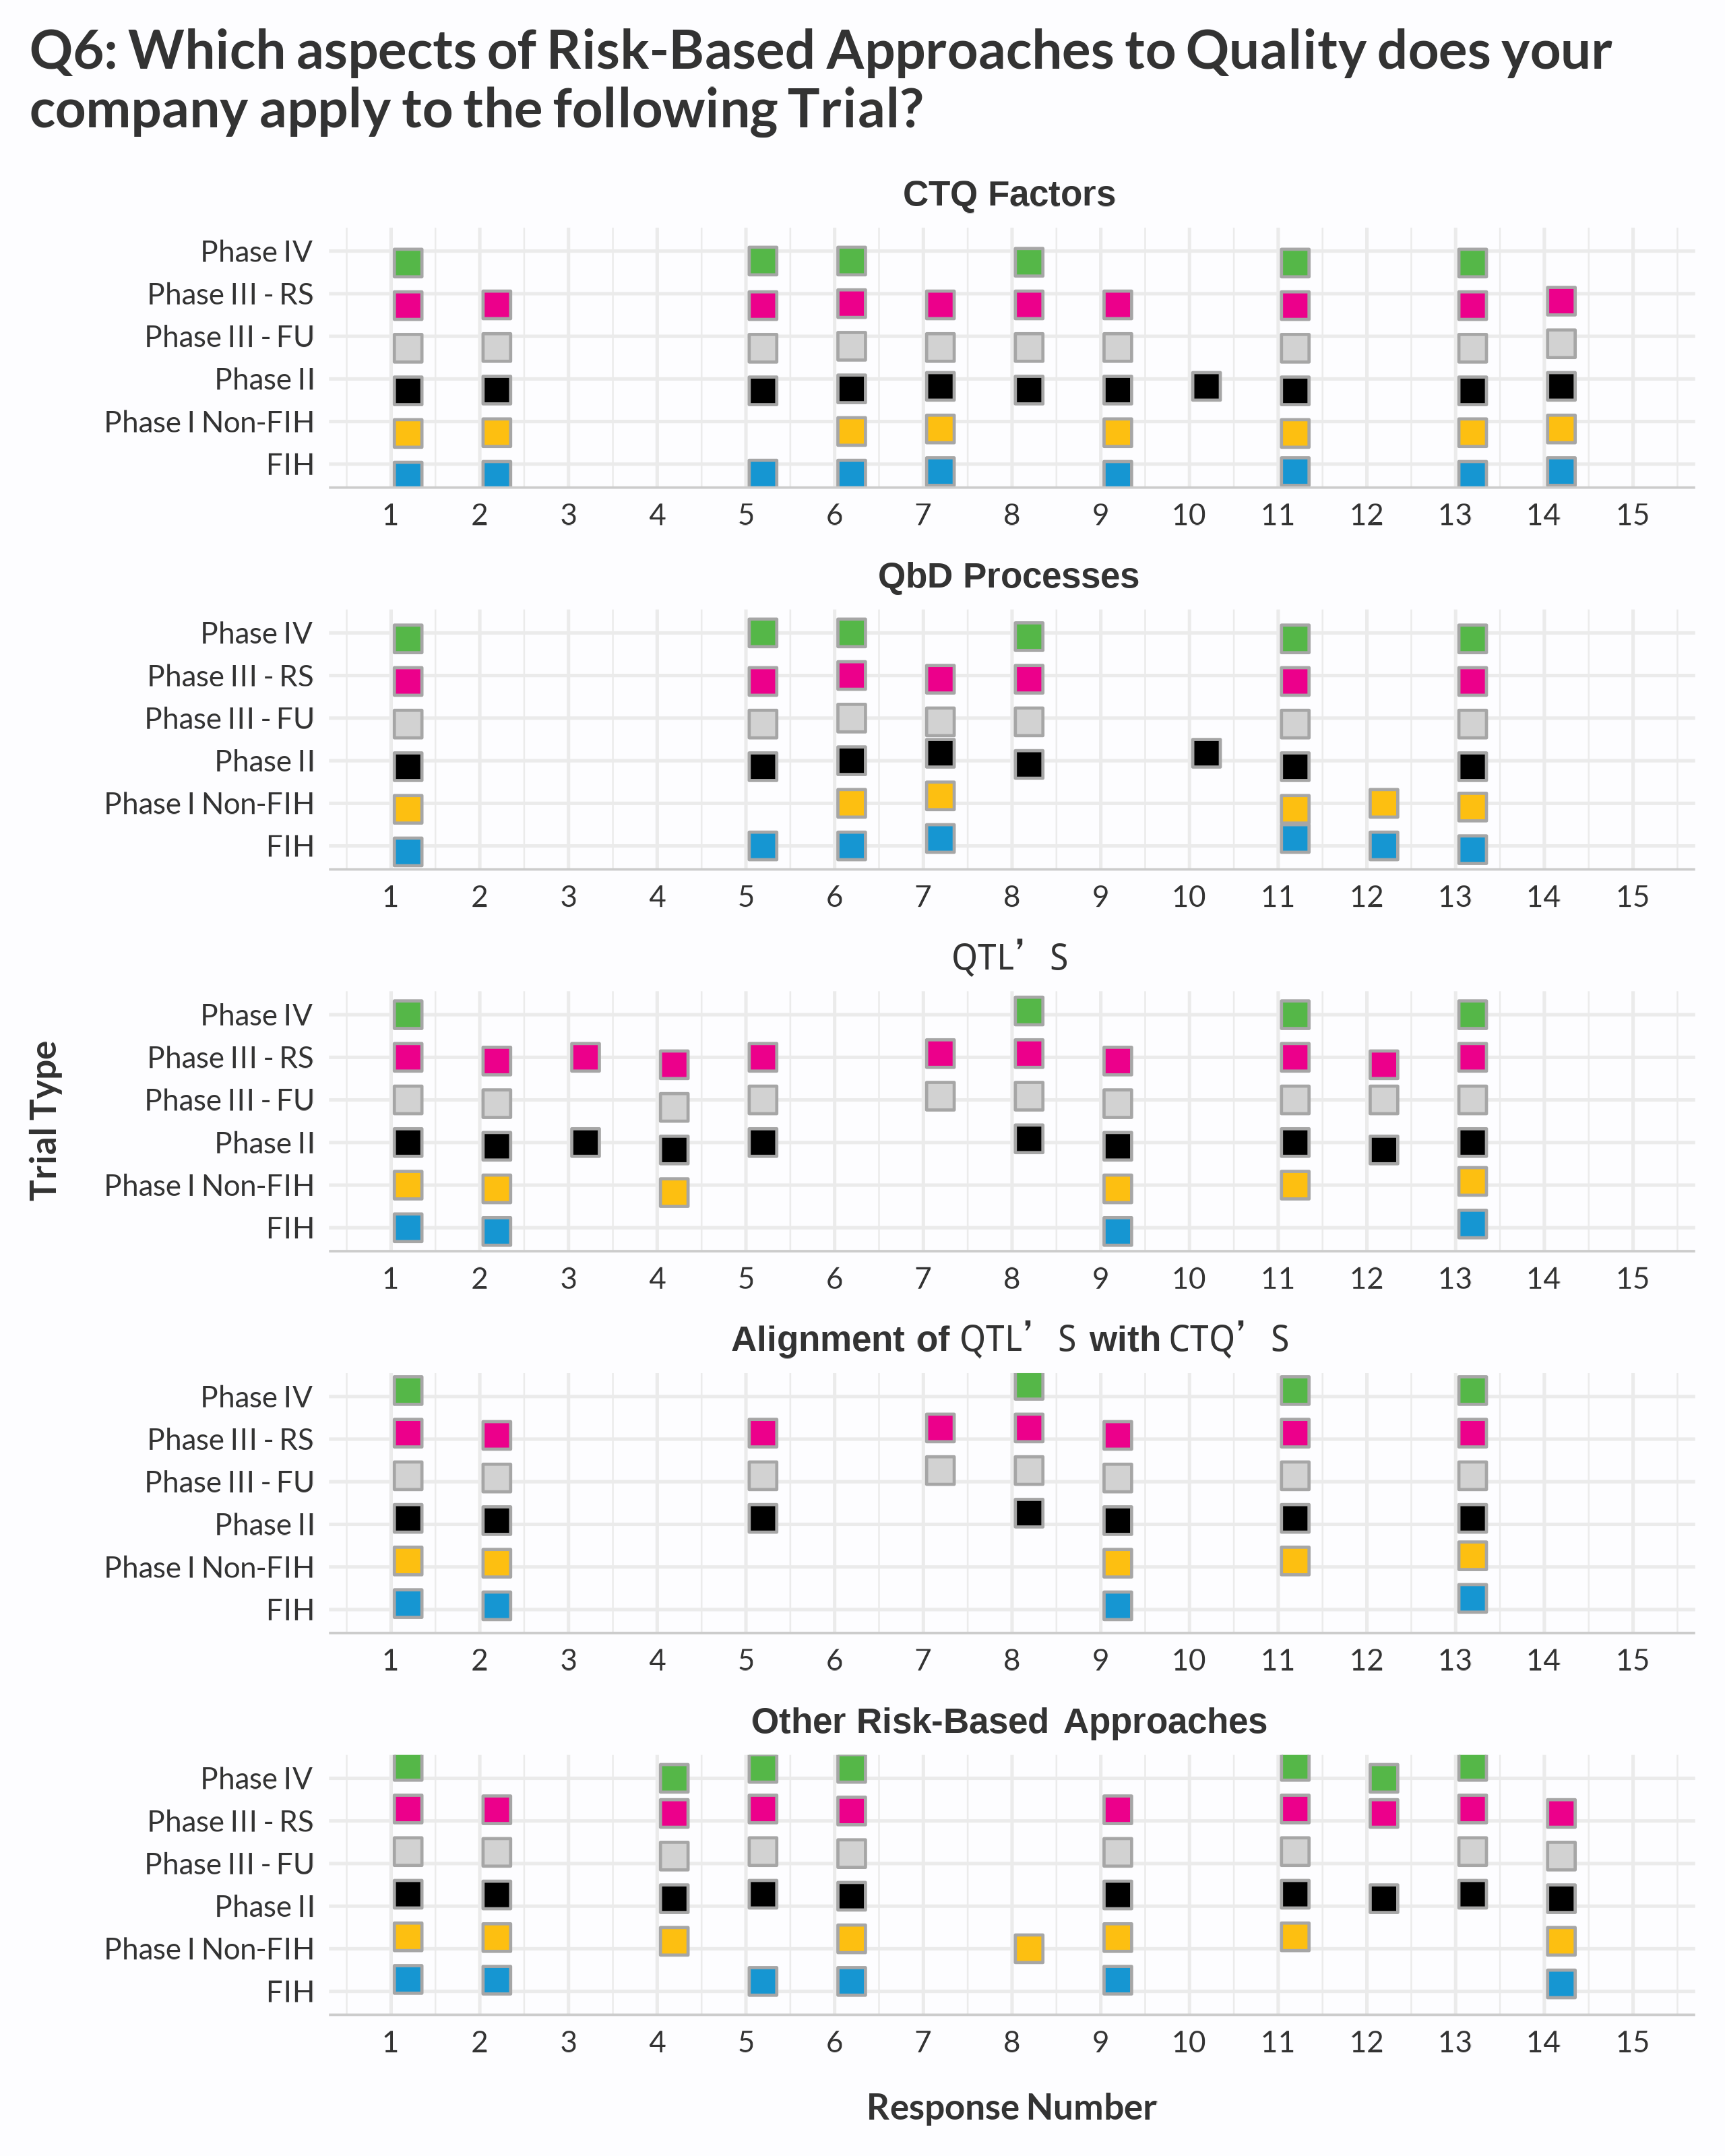 Q6: Which aspects of Risk-Based Approaches to Quality does your
company apply to the following Trial?
CTQ Factors
Phase IV
Phase III - RS
Phase III - FU
Phase II
Phase I Non-FIH
FIH
1 2 3 4 5 6 7 8 9 10 11 12 13 14 15
QbD Processes
Phase IV
Phase III - RS
Phase III - FU
Phase II
Phase I Non-FIH
FIH
1 2 3 4 5 6 7 8 9 10 11 12 13 14 15
QTL’S
Trial Type
Phase IV
Phase III - RS
Phase III - FU
Phase II
Phase I Non-FIH
FIH
1 2 3 4 5 6 7 8 9 10 11 12 13 14 15
Alignment of QTL’S with CTQ’S
Phase IV
Phase III - RS
Phase III - FU
Phase II
Phase I Non-FIH
FIH
1 2 3 4 5 6 7 8 9 10 11 12 13 14 15
Other Risk-Based Approaches
Phase IV
Phase III - RS
Phase III - FU
Phase II
Phase I Non-FIH
FIH
1 2 3 4 5 6 7 8 9 10 11 12 13 14 15
Response Number